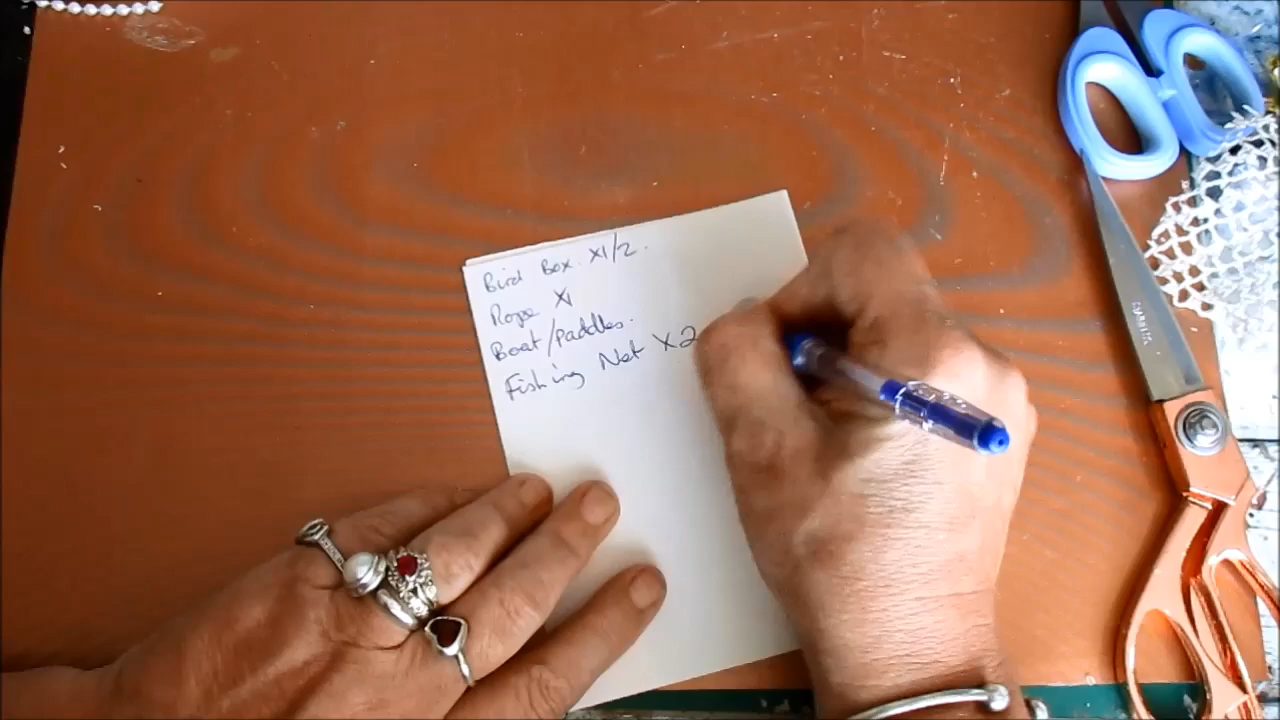 Bird Box. X1/2.
Rope X1
Boat/Paddles.
Fishing Net X2